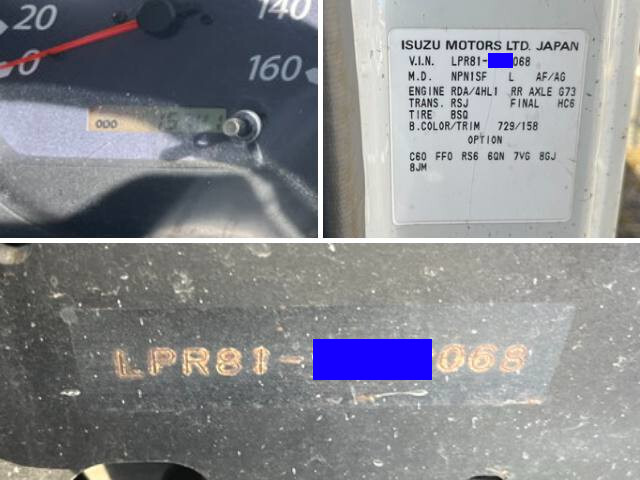 20
0
140
160
000
ISUZU MOTORS LTD. JAPAN
V.I.N. LPR81- 068
M.D. NPN1SF L AF/AG
ENGINE RDA/4HL1 RR AXLE G73
TRANS. RSJ FINAL HC6
TIRE BSQ
B.COLOR/TRIM 729/158
OPTION
C60 FF0 RS6 6QN 7VG 8GJ
8JM
LPR81- 068